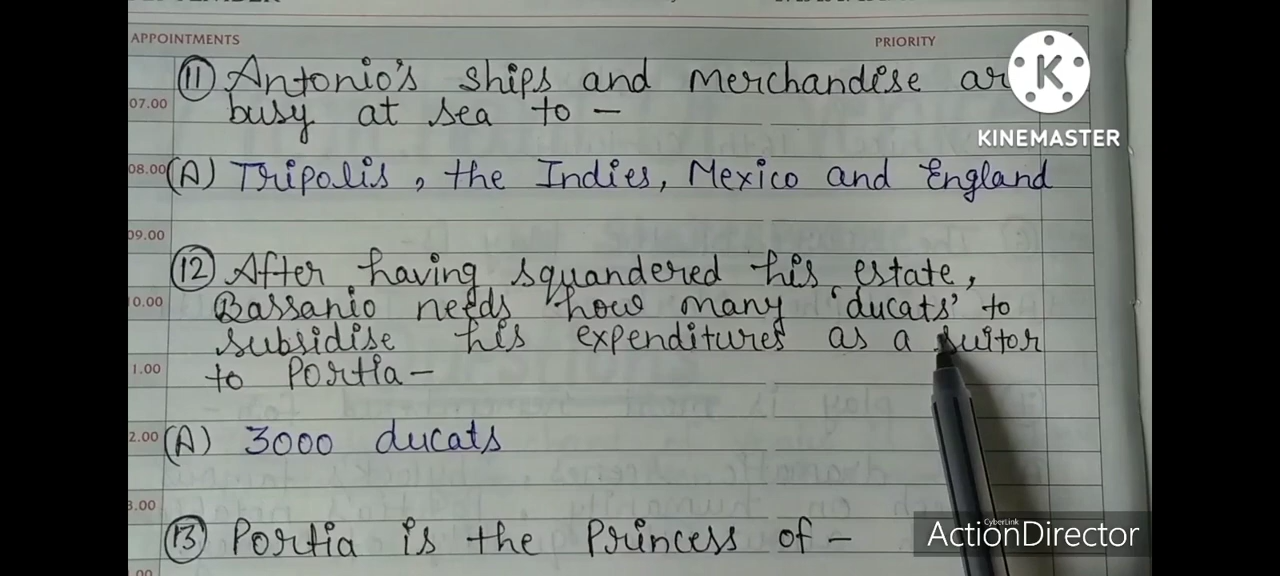 APPOINTMENTS
PRIORITY
(11) Antonio's ships and Merchandise ar
07.00
busy at sea to -
KINEMASTER
08.00
(A) Tripolis, the Indies, Mexico and England
09.00
(12) After having squandered his estate,
0.00
Bassanio needs how many 'ducats' to
subsidise his expenditures as a suitor
1.00
to Portia -
2.00
(A) 3000 ducats
3.00
(13) Portia is the Princess of -
CyberLink
ActionDirector